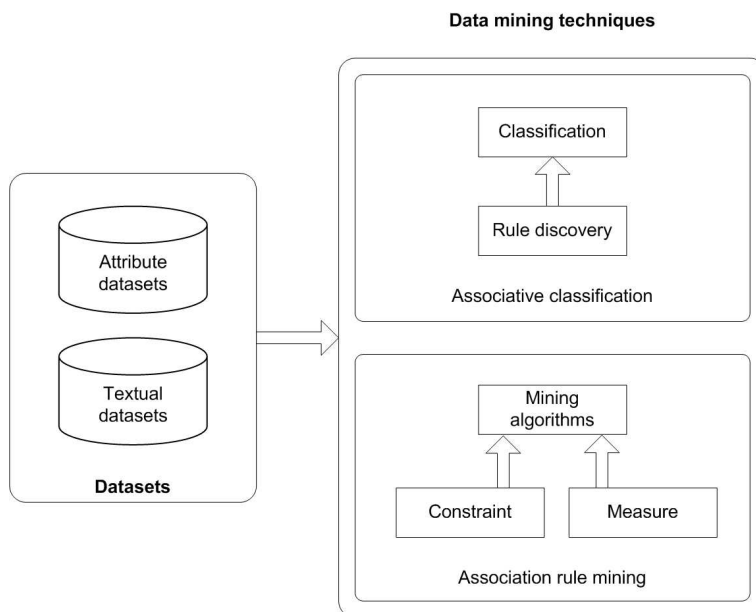 Data mining techniques
Classification
Rule discovery
Associative classification
Attribute
datasets
Textual
datasets
Datasets
Mining
algorithms
Constraint
Measure
Association rule mining